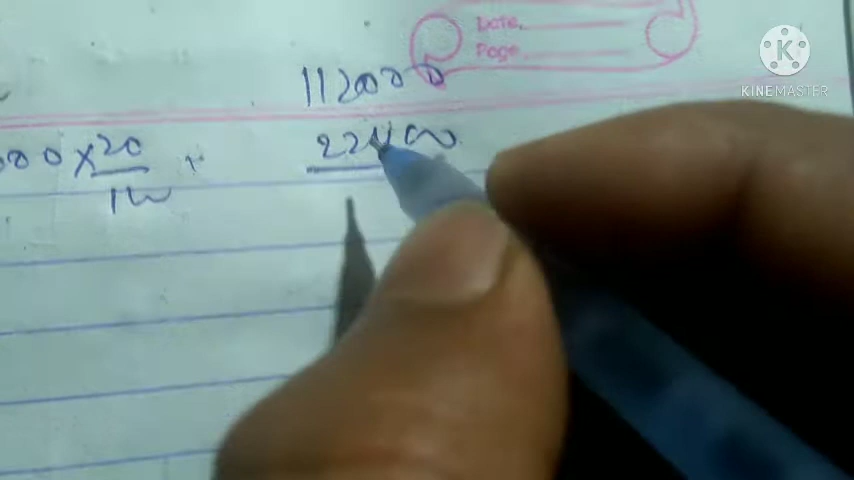 Date.
Page.
KINEMASTER
112000
00 × 20 +
22400
100